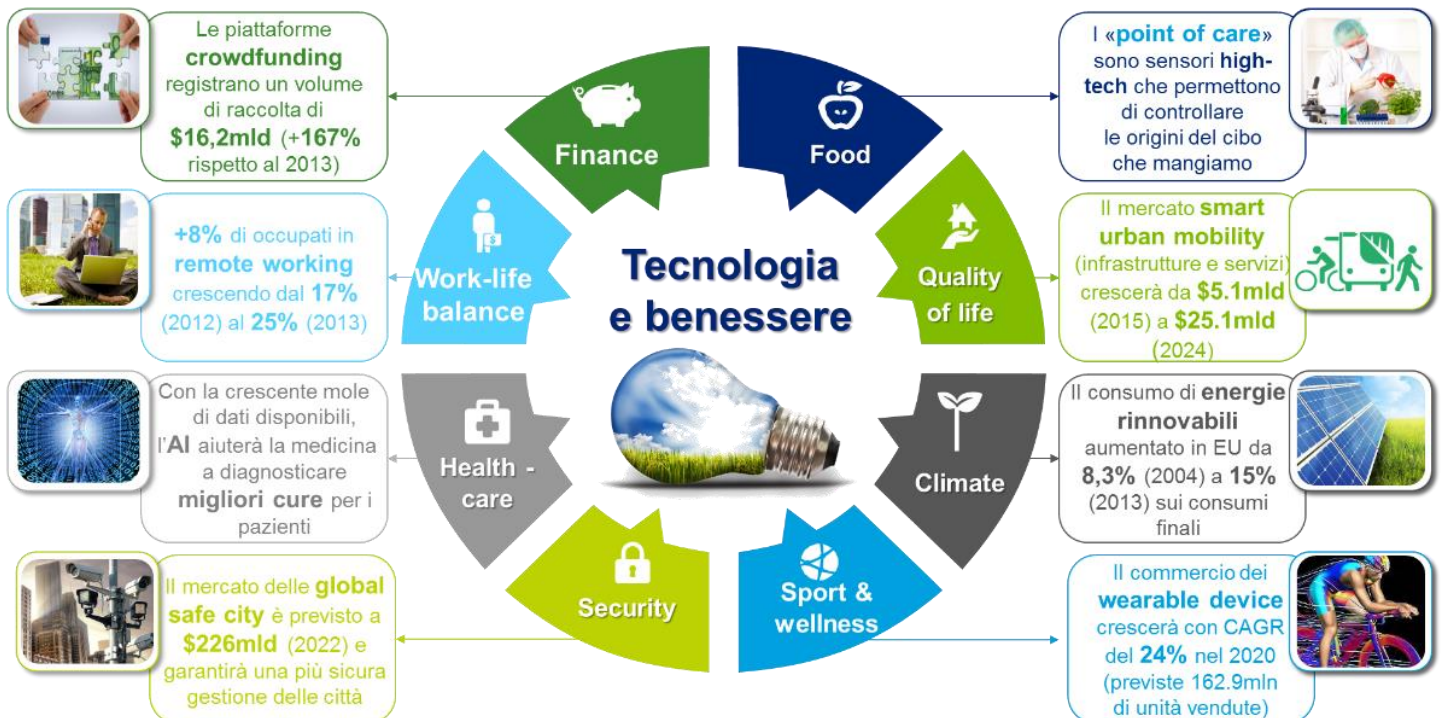 Le piattaforme
crowdfunding
registrano un volume
di raccolta di
$16,2mld (+167%
rispetto al 2013)
+8% di occupati in
remote working
crescendo dal 17%
(2012) al 25% (2013)
Con la crescente mole
di dati disponibili,
l'AI aiuterà la medicina
a diagnosticare
migliori cure per i
pazienti
Il mercato delle global
safe city è previsto a
$226mld (2022) e
garantirà una più sicura
gestione delle città
Finance
Food
Work-life
balance
Quality
of life
Tecnologia
e benessere
Health -
care
Climate
Security
Sport &
wellness
I «point of care»
sono sensori high-
tech che permettono
di controllare
le origini del cibo
che mangiamo
Il mercato smart
urban mobility
(infrastrutture e servizi)
crescerà da $5.1mld
(2015) a $25.1mld
(2024)
Il consumo di energie
rinnovabili
aumentato in EU da
8,3% (2004) a 15%
(2013) sui consumi
finali
Il commercio dei
wearable device
crescerà con CAGR
del 24% nel 2020
(previste 162.9mln
di unità vendute)